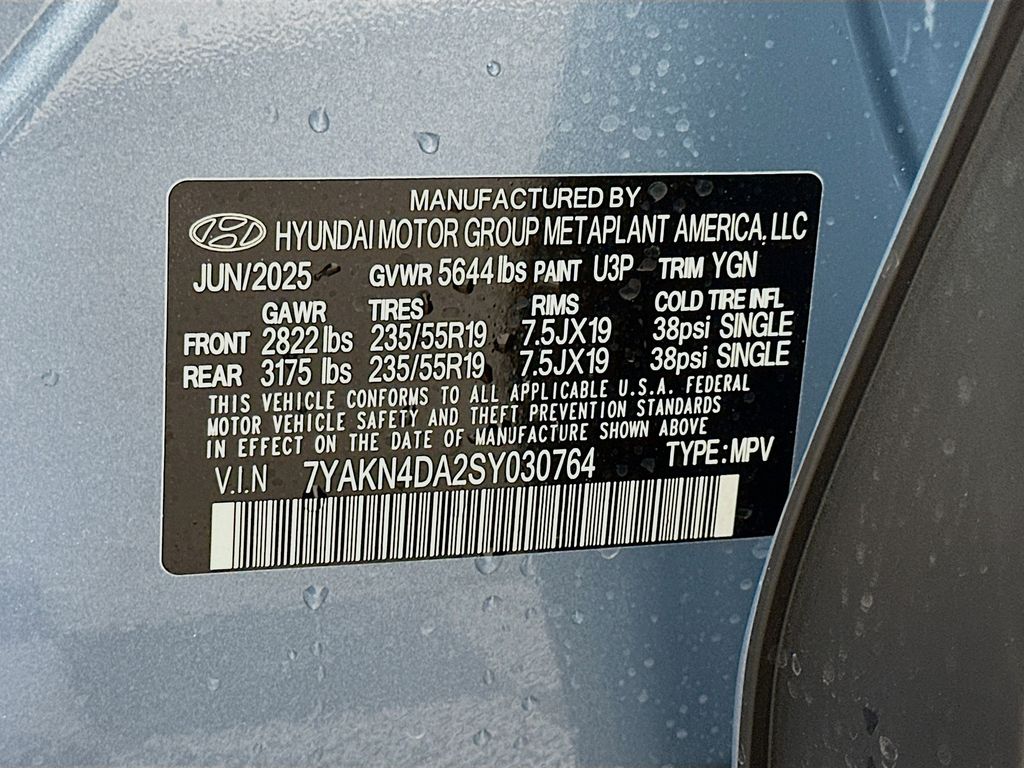 MANUFACTURED BY
HYUNDAI MOTOR GROUP METAPLANT AMERICA, LLC
JUN/2025 GVWR 5644 lbs PAINT U3P TRIM YGN
GAWR TIRES RIMS COLD TIRE INFL
FRONT 2822 lbs 235/55R19 7.5JX19 38psi SINGLE
REAR 3175 lbs 235/55R19 7.5JX19 38psi SINGLE
THIS VEHICLE CONFORMS TO ALL APPLICABLE U.S.A. FEDERAL
MOTOR VEHICLE SAFETY AND THEFT PREVENTION STANDARDS
IN EFFECT ON THE DATE OF MANUFACTURE SHOWN ABOVE
V.I.N 7YAKN4DA2SY030764 TYPE: MPV